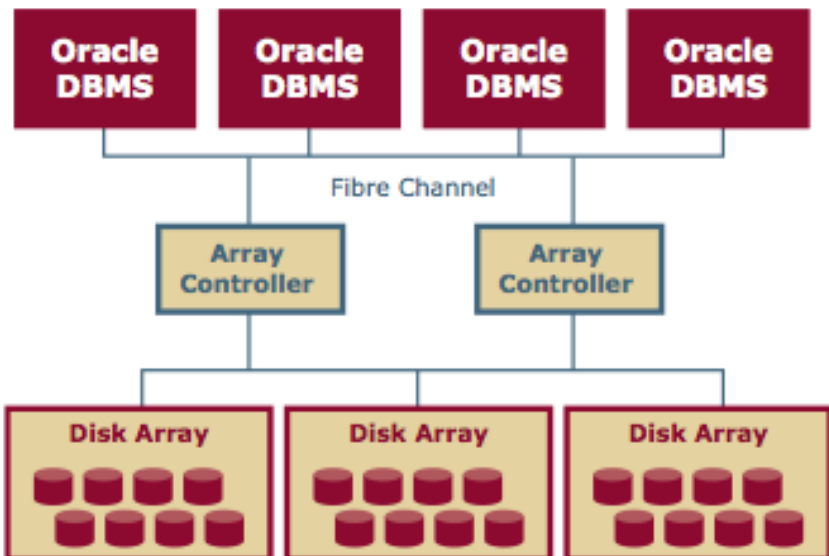 Oracle
DBMS
Oracle
DBMS
Oracle
DBMS
Oracle
DBMS
Fibre Channel
Array
Controller
Array
Controller
Disk Array
Disk Array
Disk Array